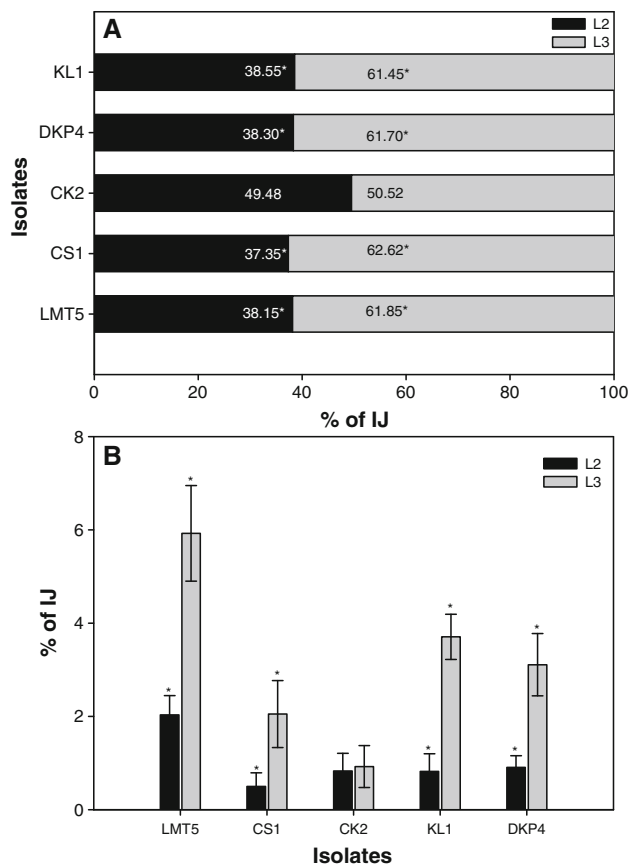 A
L2
L3
KL1
38.55*
61.45*
DKP4
38.30*
61.70*
CK2
49.48
50.52
CS1
37.35*
62.62*
LMT5
38.15*
61.85*
Isolates
0 20 40 60 80 100
% of IJ
B
L2
L3
8
6
4
2
0
% of IJ
* * * * * * * *
LMT5 CS1 CK2 KL1 DKP4
Isolates